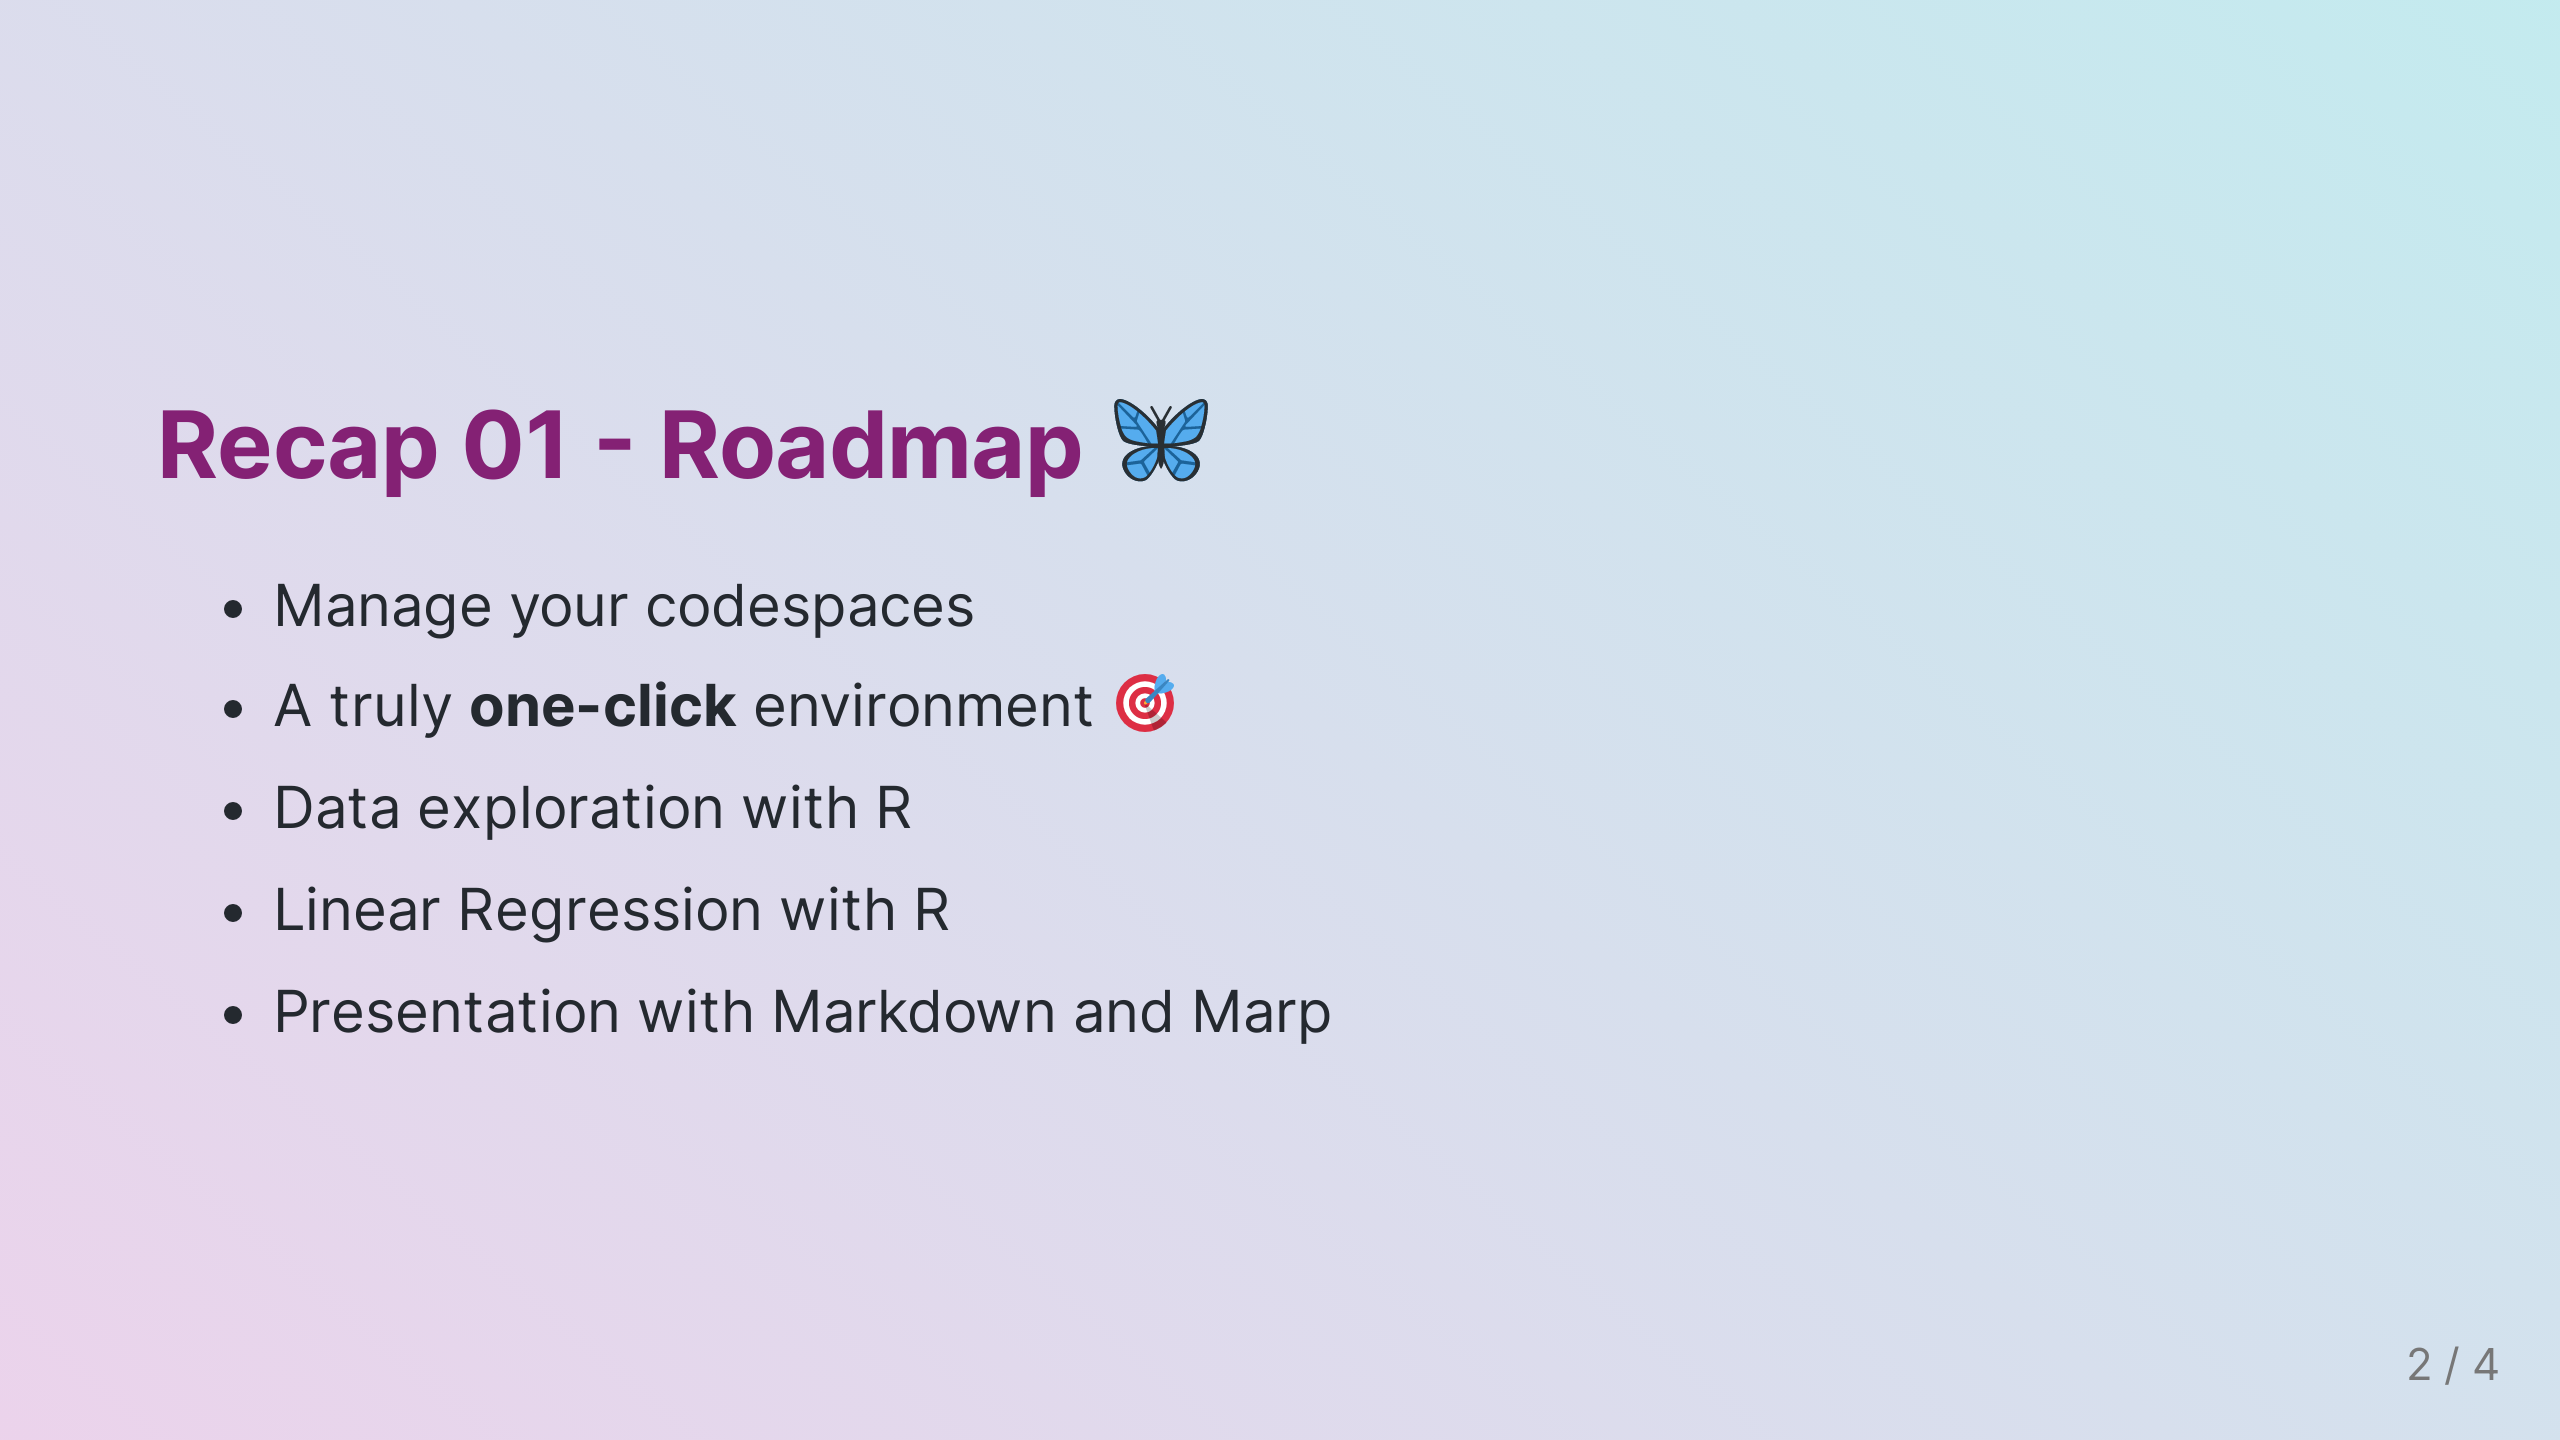 Recap 01 - Roadmap 🦋
• Manage your codespaces
• A truly one-click environment 🎯
• Data exploration with R
• Linear Regression with R
• Presentation with Markdown and Marp
2 / 4